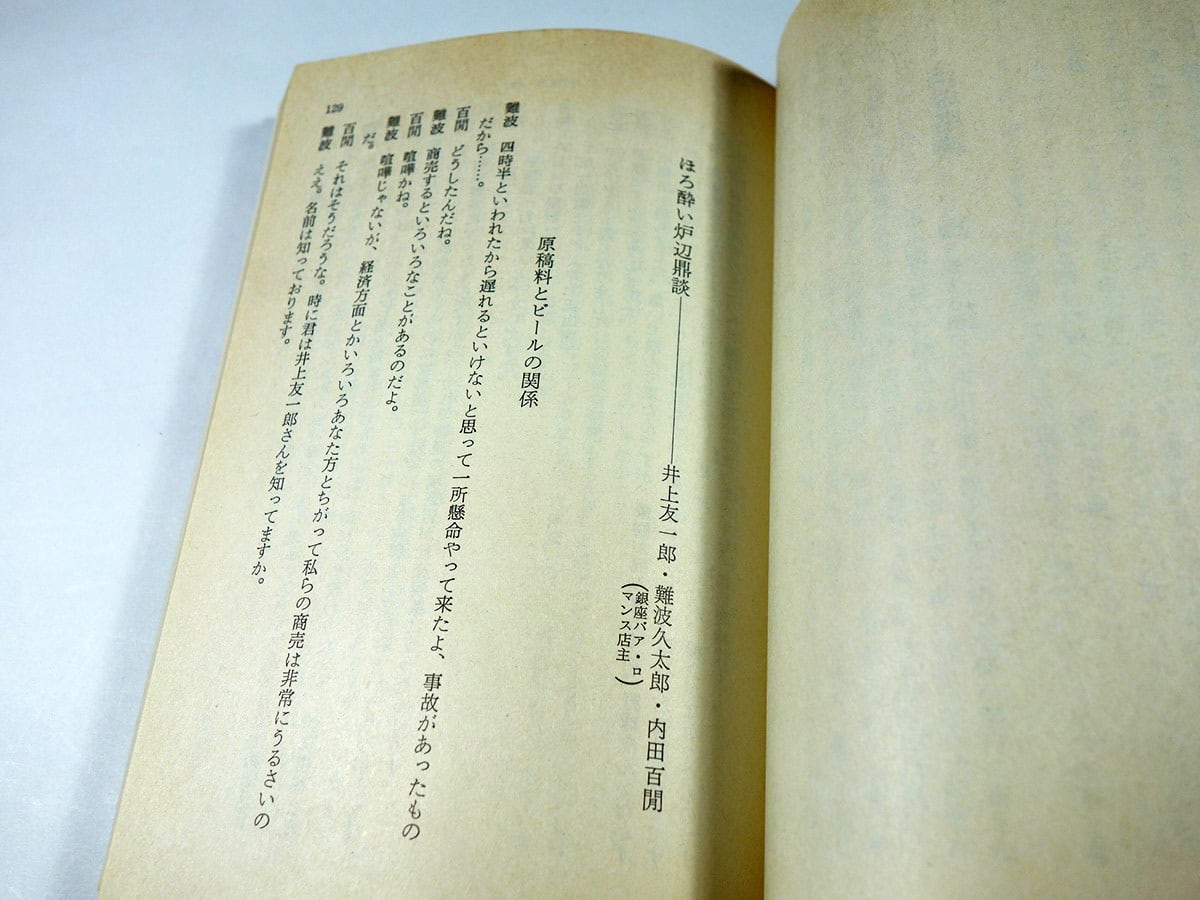 ほろ酔い炉辺鼎談――――井上友一郎・難波久太郎・内田百閒
(銀座バア・ロ
マンス店主)
原稿料とビールの関係
難波 四時半といわれたから遅れるといけないと思って一所懸命やって来たよ、事故があったもの
だから……。
百閒 どうしたんだね。
難波 商売するといろいろなことがあるのだよ。
百閒 喧嘩かね。
難波 喧嘩じゃないが、経済方面とかいろいろあなた方とちがって私らの商売は非常にうるさいの
だ。
百閒 それはそうだろうな。時に君は井上友一郎さんを知ってますか。
難波 ええ。名前は知っております。
129